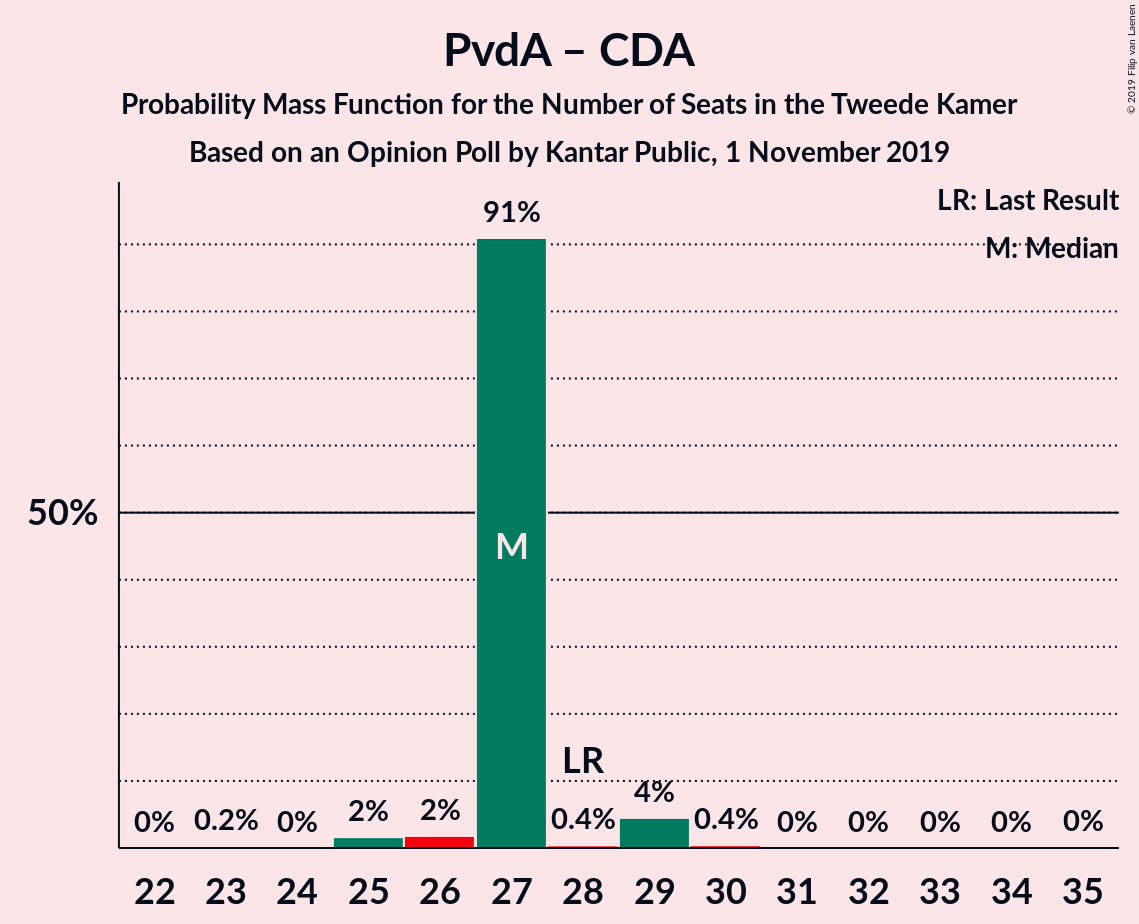 PvdA – CDA
Probability Mass Function for the Number of Seats in the Tweede Kamer
Based on an Opinion Poll by Kantar Public, 1 November 2019
© 2019 Filip van Laenen
LR: Last Result
M: Median
91%
50%
M
LR
0% 0.2% 0% 2% 2% 0.4% 4% 0.4% 0% 0% 0% 0% 0%
22 23 24 25 26 27 28 29 30 31 32 33 34 35